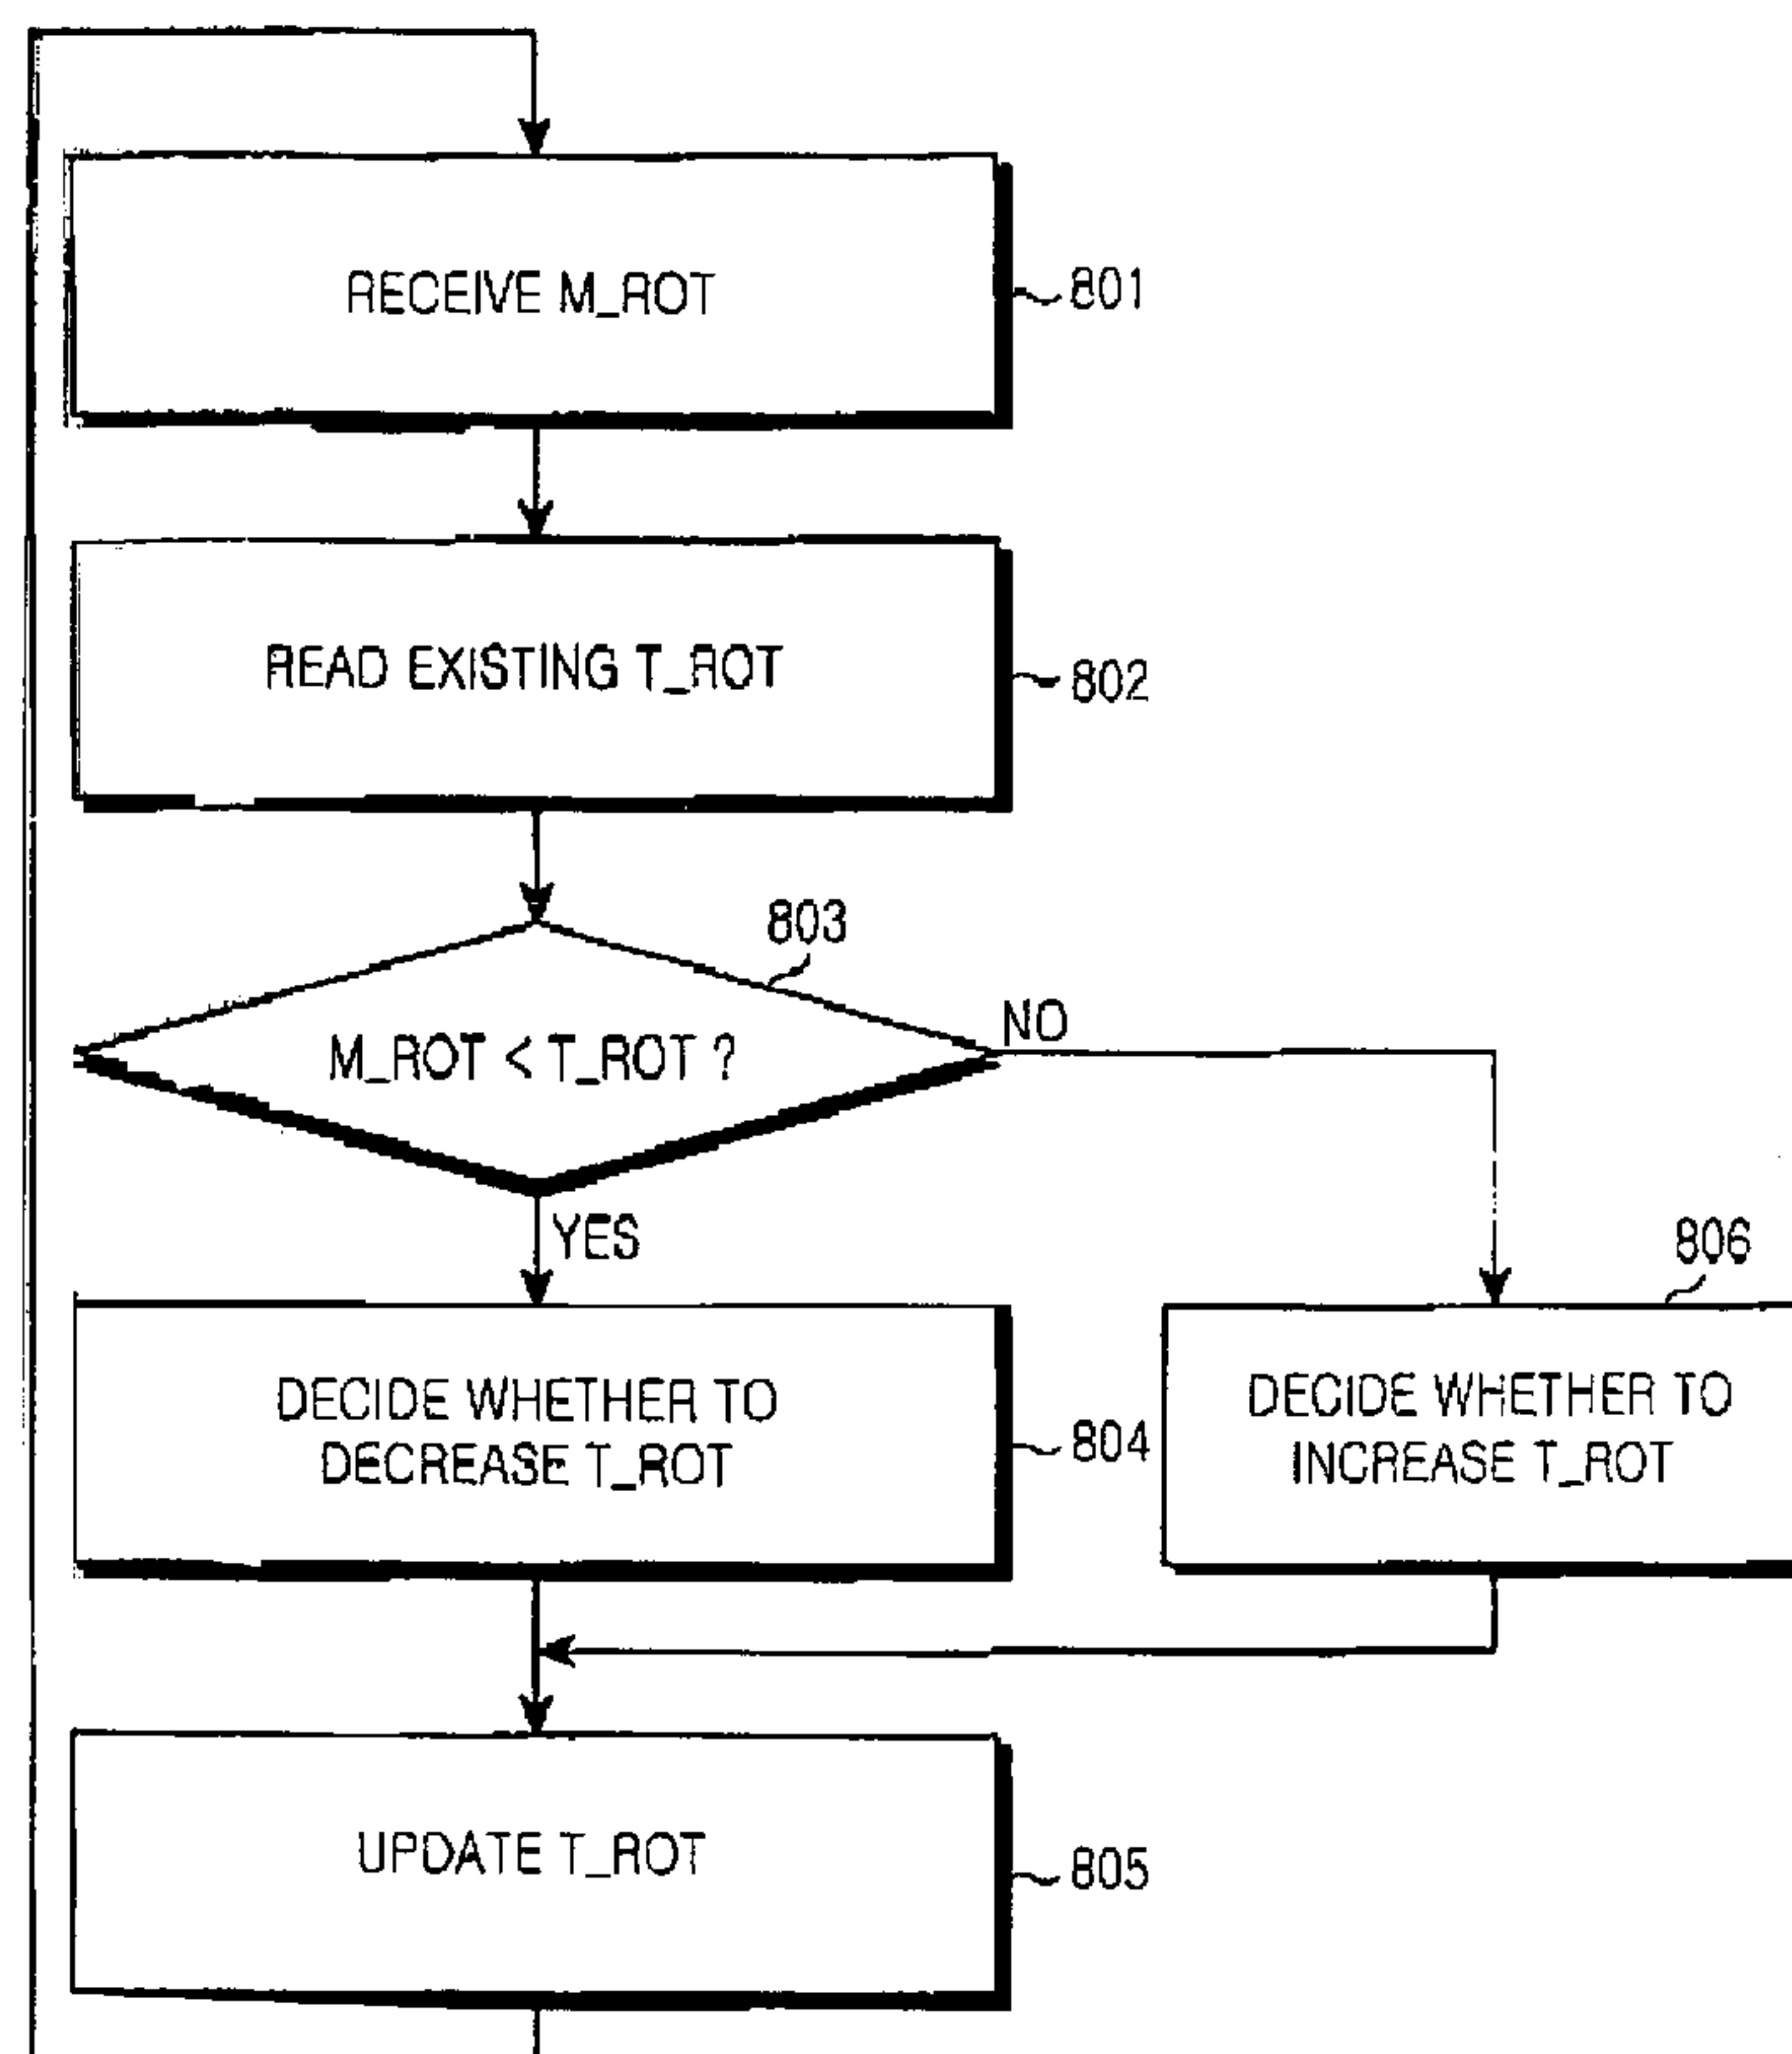 RECEIVE M_ROT
801
READ EXISTING T_ROT
802
803
M_ROT < T_ROT ?
NO
YES
806
DECIDE WHETHER TO
DECREASE T_ROT
804
DECIDE WHETHER TO
INCREASE T_ROT
UPDATE T_ROT
805